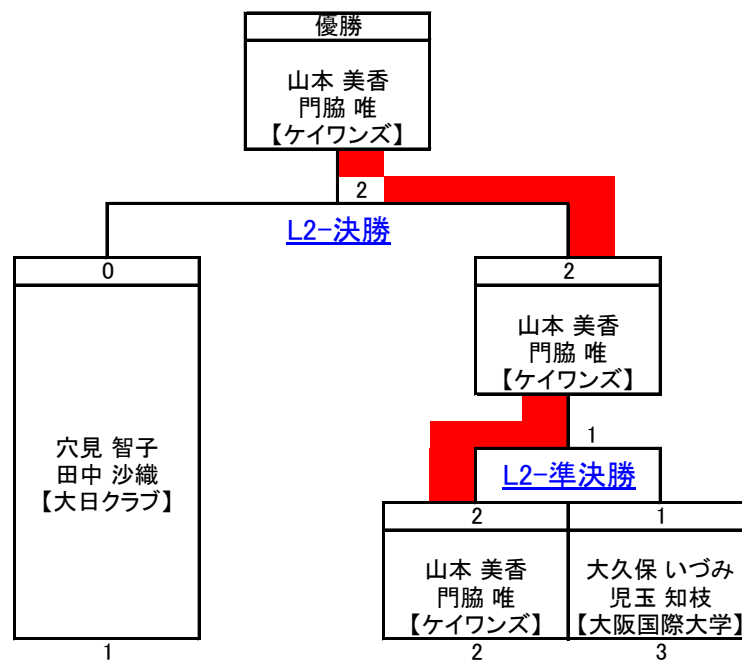 優勝
山本 美香
門脇 唯
【ケイワンズ】
2
L2-決勝
0
2
山本 美香
門脇 唯
【ケイワンズ】
穴見 智子
田中 沙織
【大日クラブ】
1
L2-準決勝
2
1
山本 美香
門脇 唯
【ケイワンズ】
大久保 いづみ
児玉 知枝
【大阪国際大学】
1
2
3